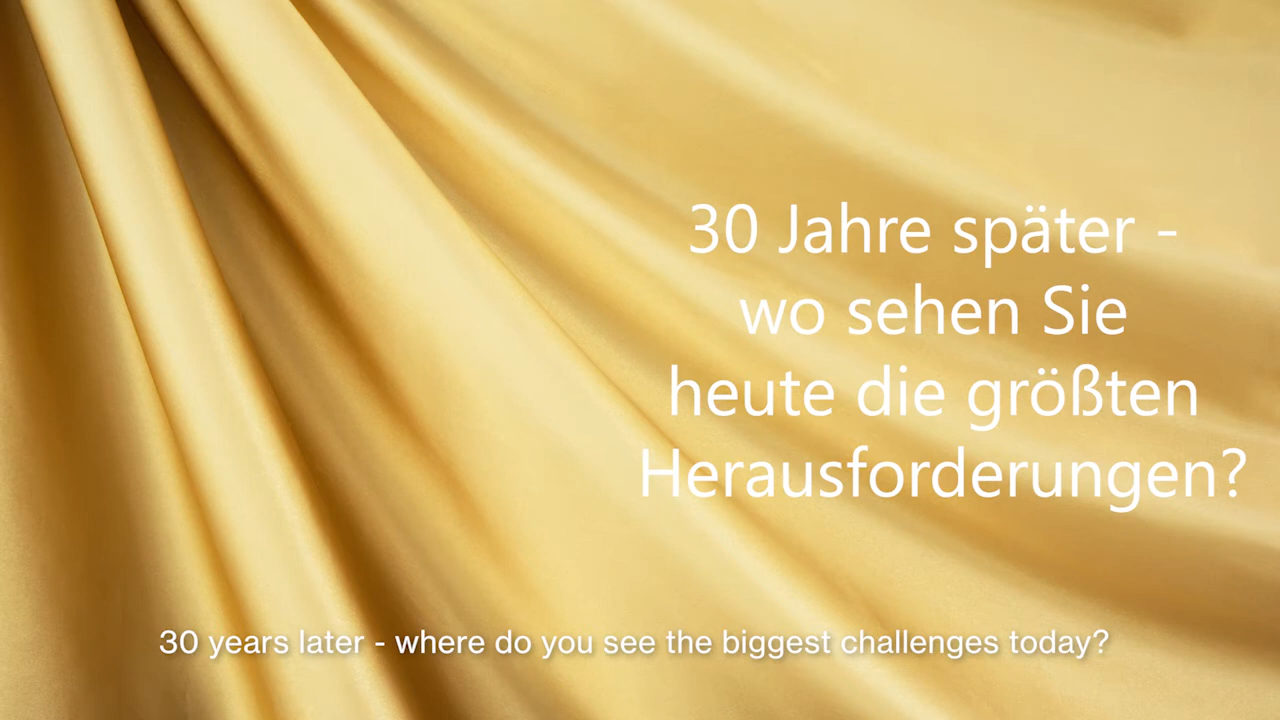 30 Jahre später -
wo sehen Sie
heute die größten
Herausforderungen?
30 years later - where do you see the biggest challenges today?